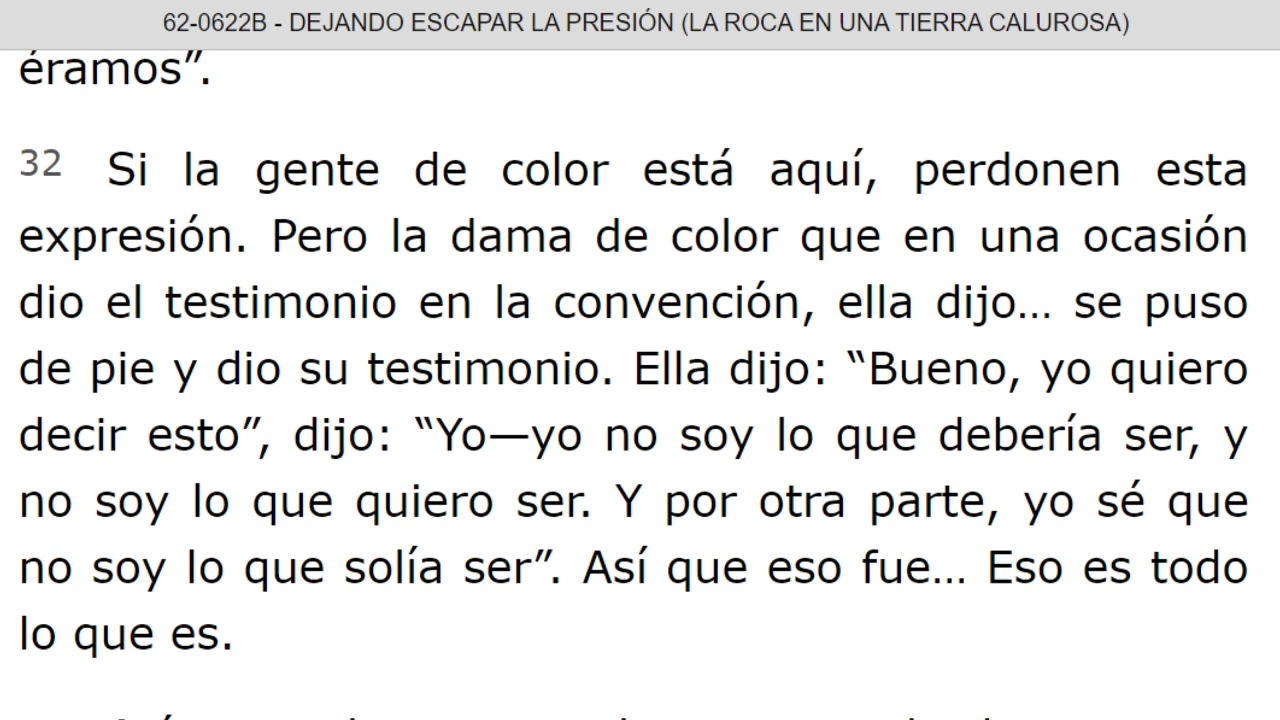 62-0622B - DEJANDO ESCAPAR LA PRESIÓN (LA ROCA EN UNA TIERRA CALUROSA)
éramos”.
32 Si la gente de color está aquí, perdonen esta
expresión. Pero la dama de color que en una ocasión
dio el testimonio en la convención, ella dijo… se puso
de pie y dio su testimonio. Ella dijo: “Bueno, yo quiero
decir esto”, dijo: “Yo—yo no soy lo que debería ser, y
no soy lo que quiero ser. Y por otra parte, yo sé que
no soy lo que solía ser”. Así que eso fue… Eso es todo
lo que es.